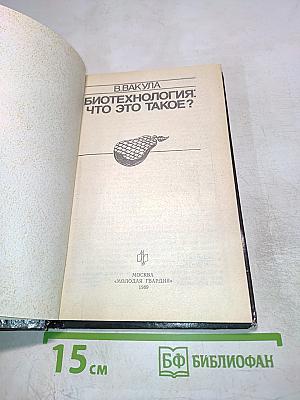 В. ВАКУЛА
БИОТЕХНОЛОГИЯ:
ЧТО ЭТО ТАКОЕ?
МОСКВА
«МОЛОДАЯ ГВАРДИЯ»
1989
15 см
БФ БИБЛИОФАН